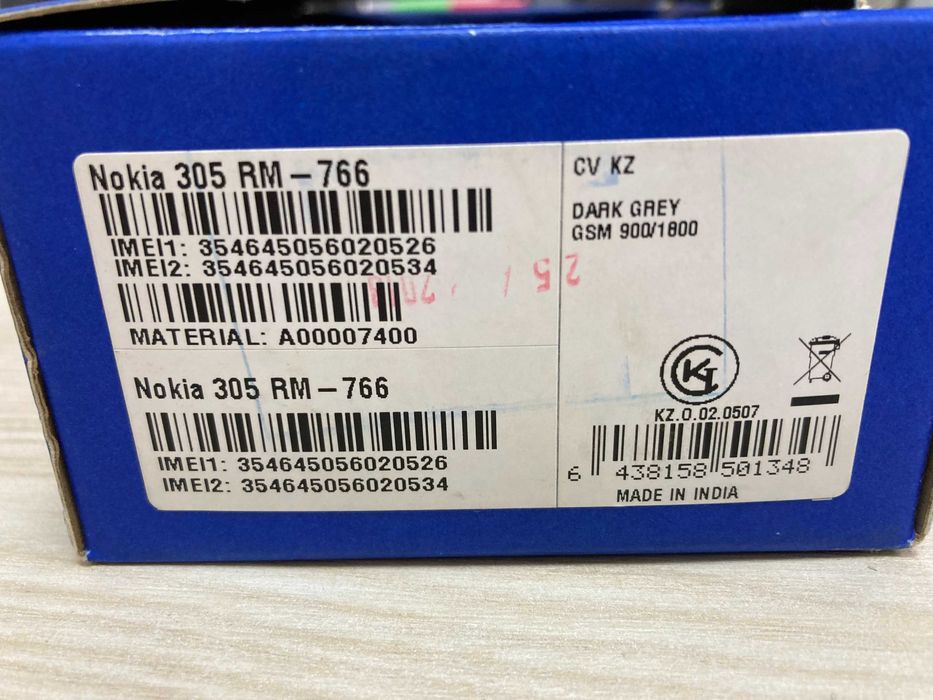 Nokia 305 RM-766
IMEI1: 354645056020526
IMEI2: 354645056020534
MATERIAL: A00007400
Nokia 305 RM-766
IMEI1: 354645056020526
IMEI2: 354645056020534
CV KZ
DARK GREY
GSM 900/1800
25
KZ.O.02.0507
6 438158 501348
MADE IN INDIA